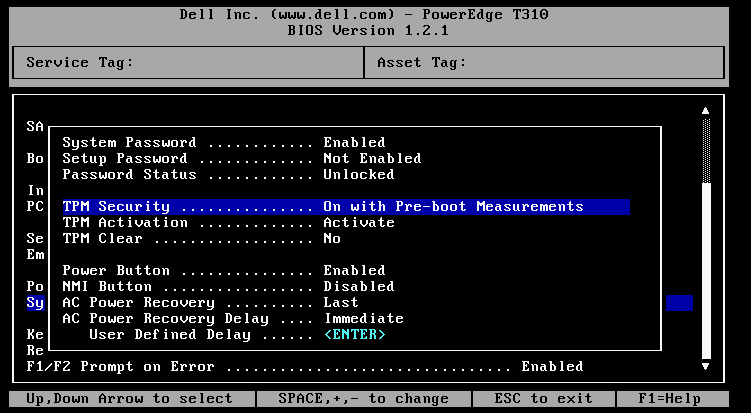 Dell Inc. (www.dell.com) - PowerEdge T310
BIOS Version 1.2.1
Service Tag: Asset Tag:
SA
System Password ............ Enabled
Bo Setup Password ............. Not Enabled
Password Status ............ Unlocked
In
PC TPM Security ............... On with Pre-boot Measurements
TPM Activation ............. Activate
Se TPM Clear .................. No
Em
Power Button ............... Enabled
Po NMI Button ................. Disabled
Sy AC Power Recovery .......... Last
AC Power Recovery Delay .... Immediate
Ke User Defined Delay ...... <ENTER>
Re
F1/F2 Prompt on Error ................................ Enabled
Up,Down Arrow to select SPACE,+,- to change ESC to exit F1=Help